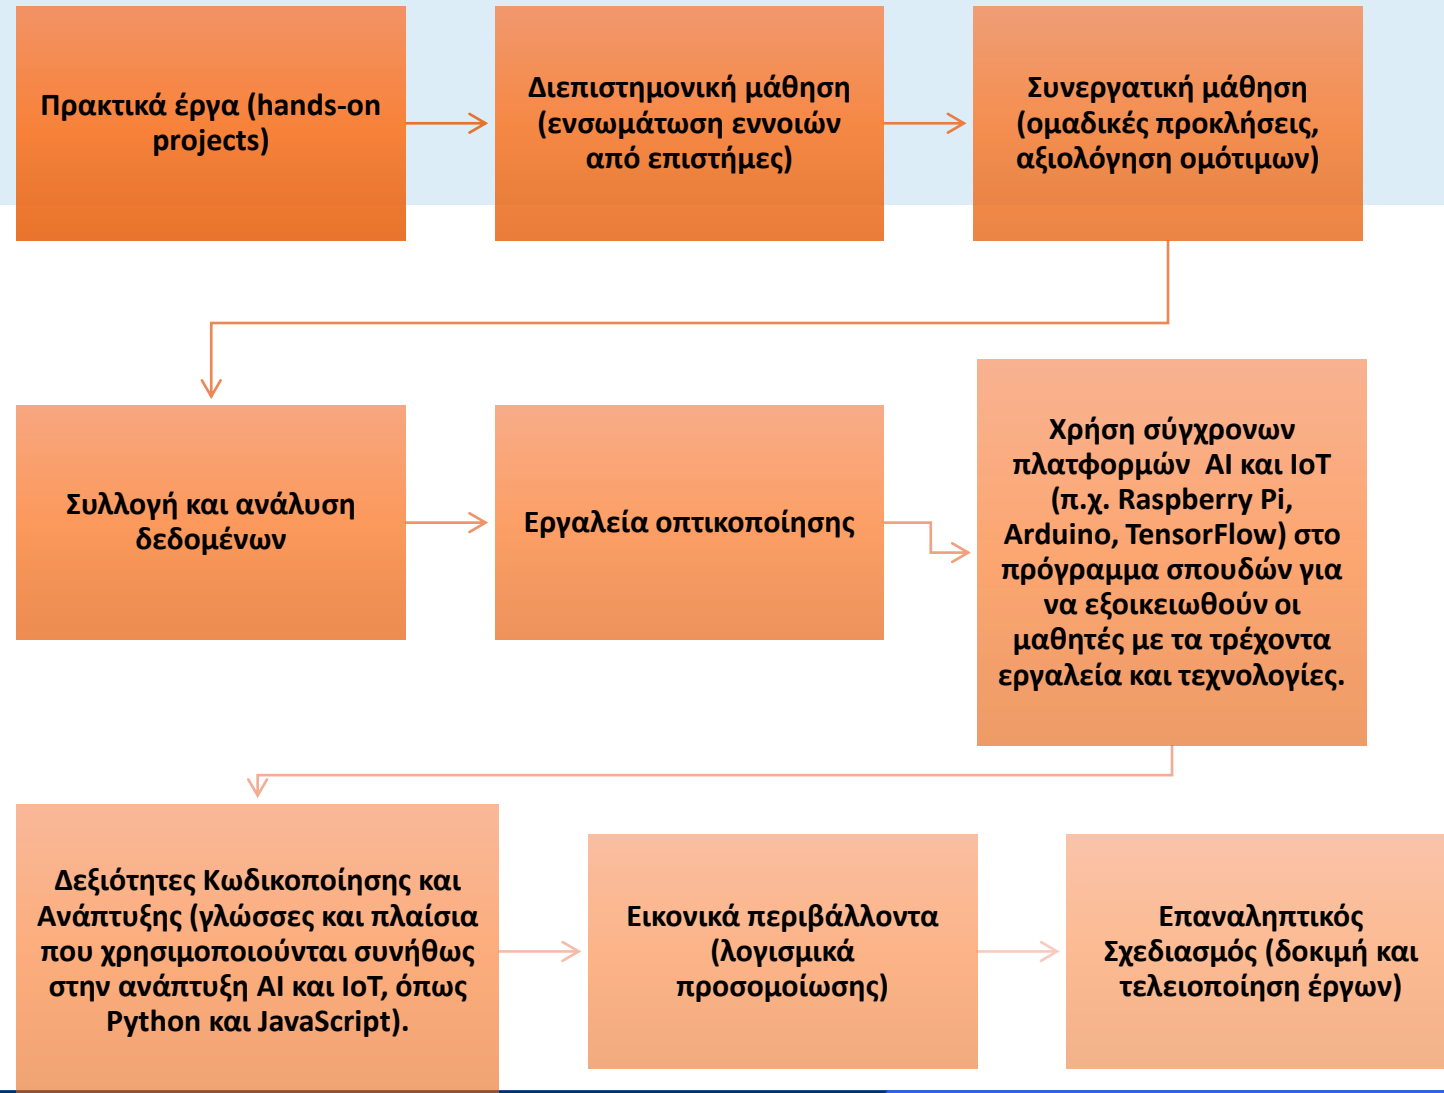 Πρακτικά έργα (hands-on
projects)
Διεπιστημονική μάθηση
(ενσωμάτωση εννοιών
από επιστήμες)
Συνεργατική μάθηση
(ομαδικές προκλήσεις,
αξιολόγηση ομότιμων)
Συλλογή και ανάλυση
δεδομένων
Εργαλεία οπτικοποίησης
Χρήση σύγχρονων
πλατφορμών  AI και IoT
(π.χ. Raspberry Pi,
Arduino, TensorFlow) στο
πρόγραμμα σπουδών για
να εξοικειωθούν οι
μαθητές με τα τρέχοντα
εργαλεία και τεχνολογίες.
Δεξιότητες Κωδικοποίησης και
Ανάπτυξης (γλώσσες και πλαίσια
που χρησιμοποιούνται συνήθως
στην ανάπτυξη AI και IoT, όπως
Python και JavaScript).
Εικονικά περιβάλλοντα
(λογισμικά
προσομοίωσης)
Επαναληπτικός
Σχεδιασμός (δοκιμή και
τελειοποίηση έργων)